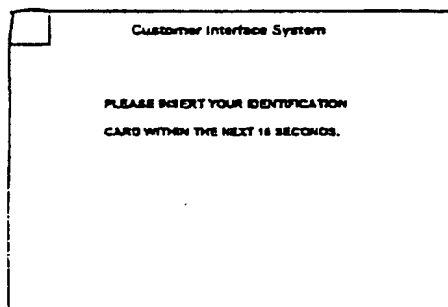 Customer Interface System
PLEASE INSERT YOUR IDENTIFICATION
CARD WITHIN THE NEXT 15 SECONDS.